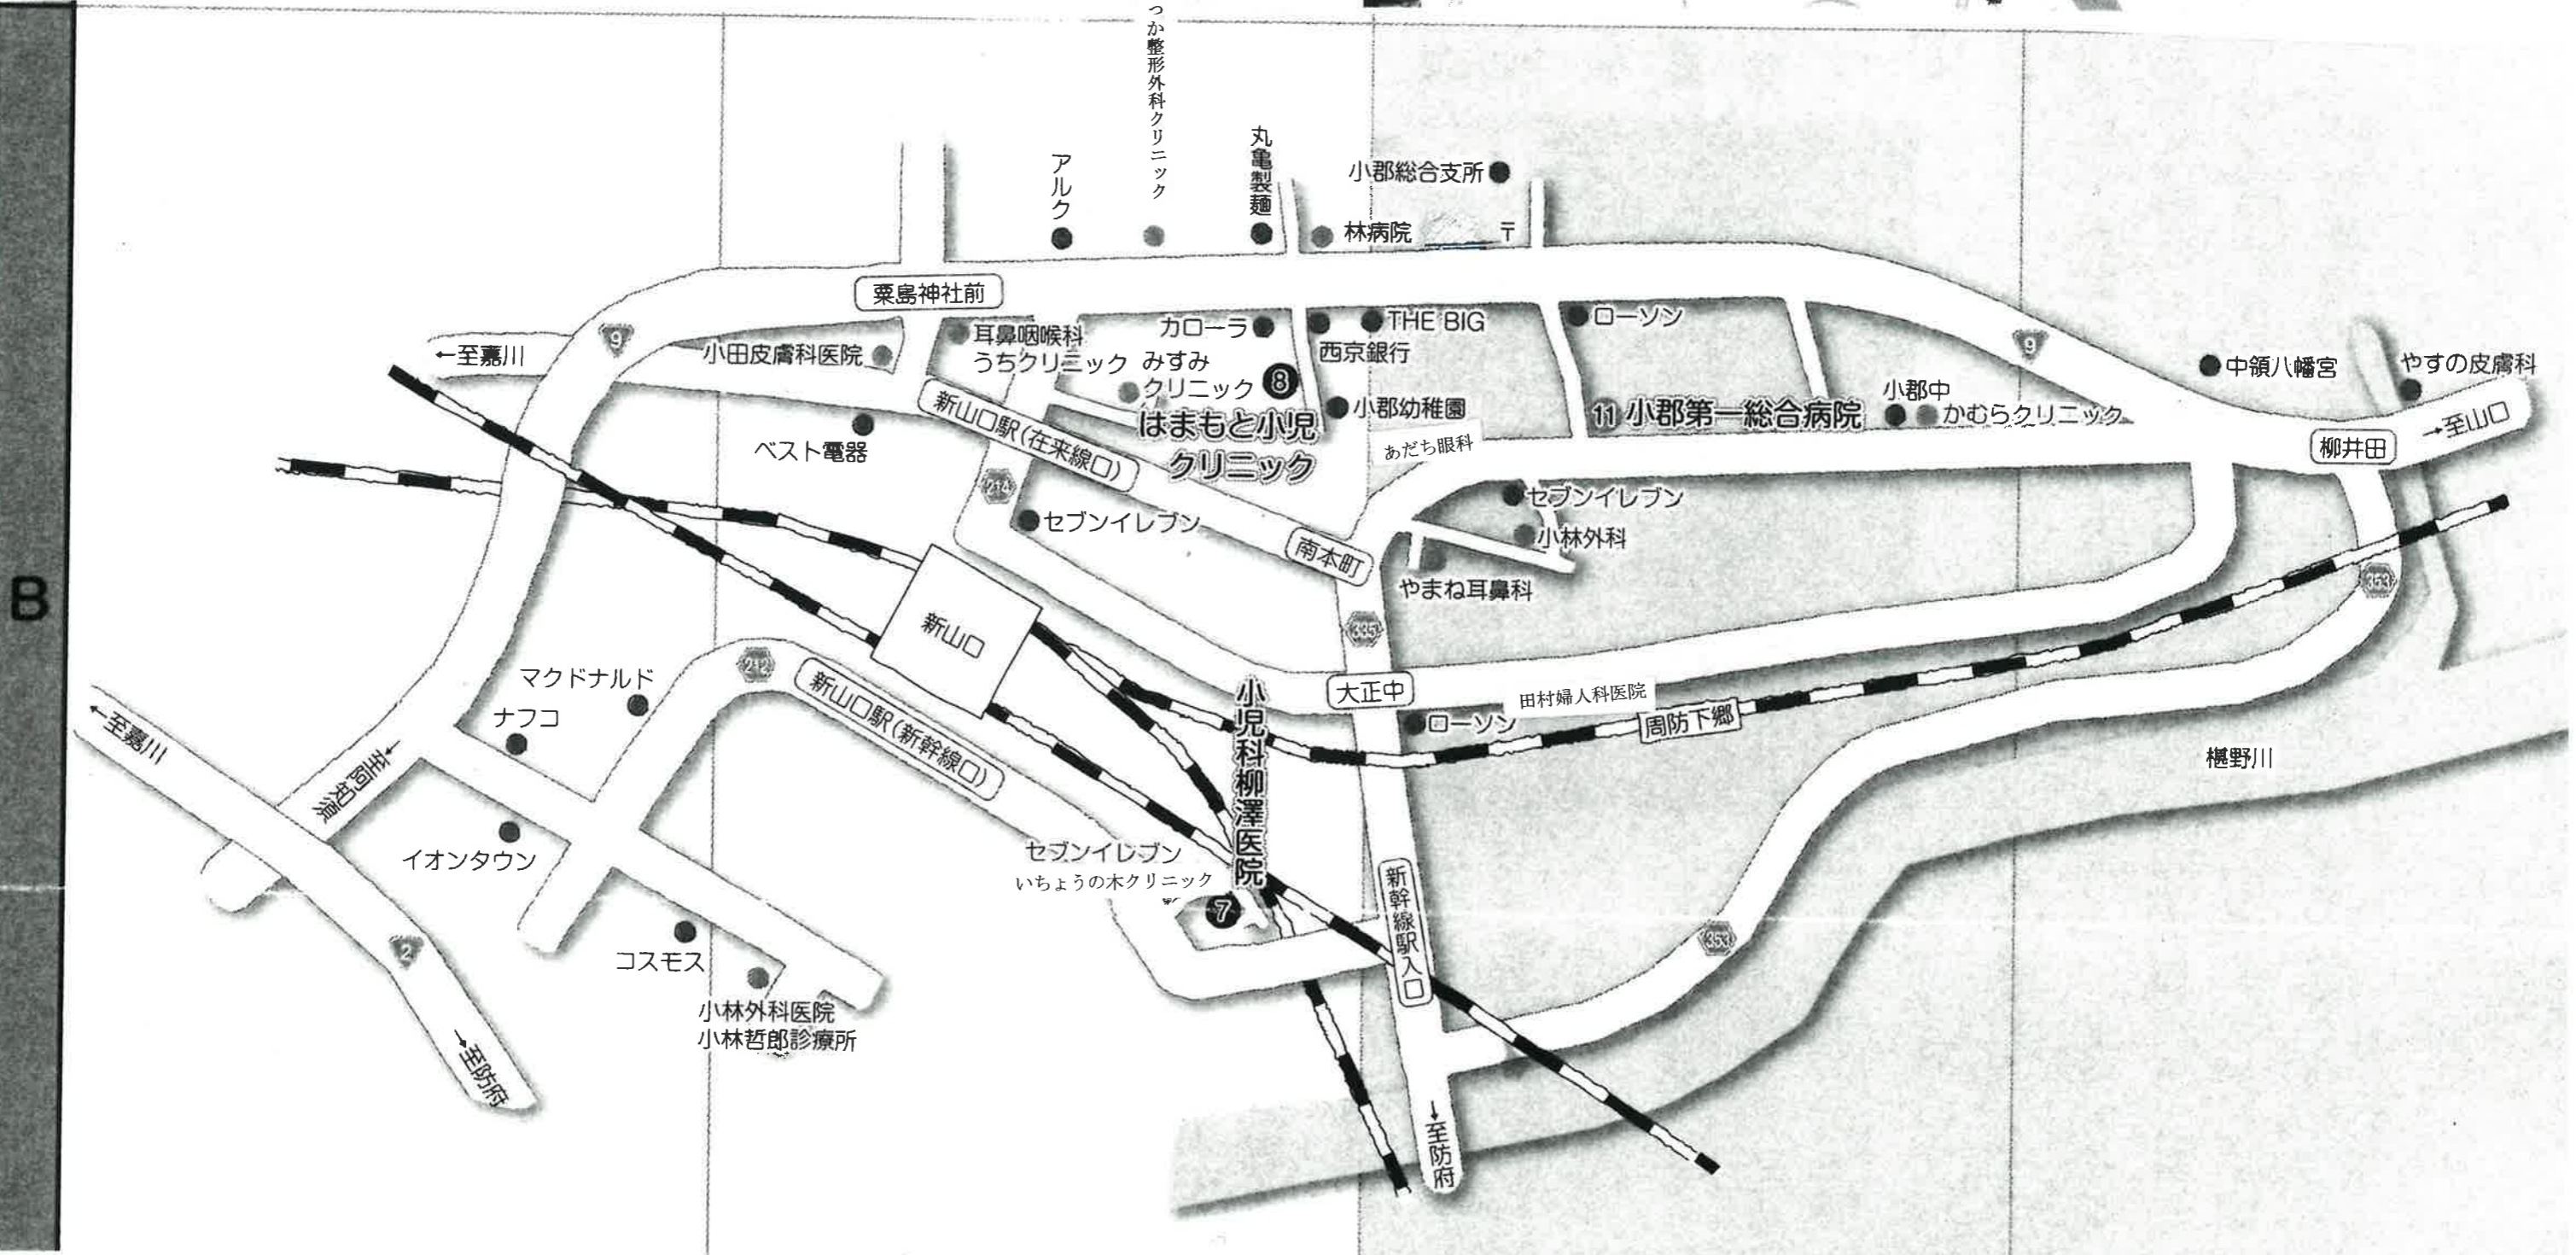 つか整形外科クリニック
アルク
丸亀製麺
小郡総合支所
林病院
〒
粟島神社前
9
←至嘉川
小田皮膚科医院
耳鼻咽喉科
うちクリニック
みすみ
クリニック
カローラ
8
はまもと小児
クリニック
THE BIG
西京銀行
小郡幼稚園
ローソン
11 小郡第一総合病院
小郡中
かむらクリニック
9
中領八幡宮
やすの皮膚科
→至山口
柳井田
ベスト電器
新山口駅(在来線口)
214
セブンイレブン
あだち眼科
セブンイレブン
小林外科
南本町
やまね耳鼻科
B
新山口
335
353
マクドナルド
ナフコ
212
新山口駅(新幹線口)
小児科柳澤医院
大正中
ローソン
田村婦人科医院
周防下郷
椹野川
←至嘉川
←至阿知須
イオンタウン
セブンイレブン
いちょうの木クリニック
7
新幹線駅入口
353
2
コスモス
小林外科医院
小林哲郎診療所
→至防府
→至防府